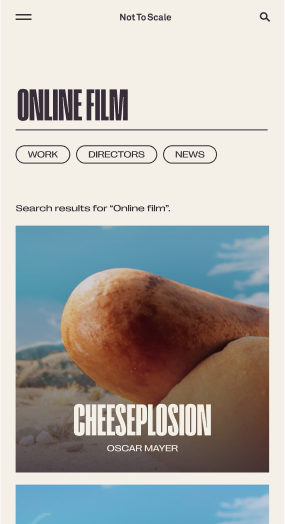 Not To Scale
ONLINE FILM
WORK
DIRECTORS
NEWS
Search results for “Online film”.
CHEESEPLOSION
OSCAR MAYER